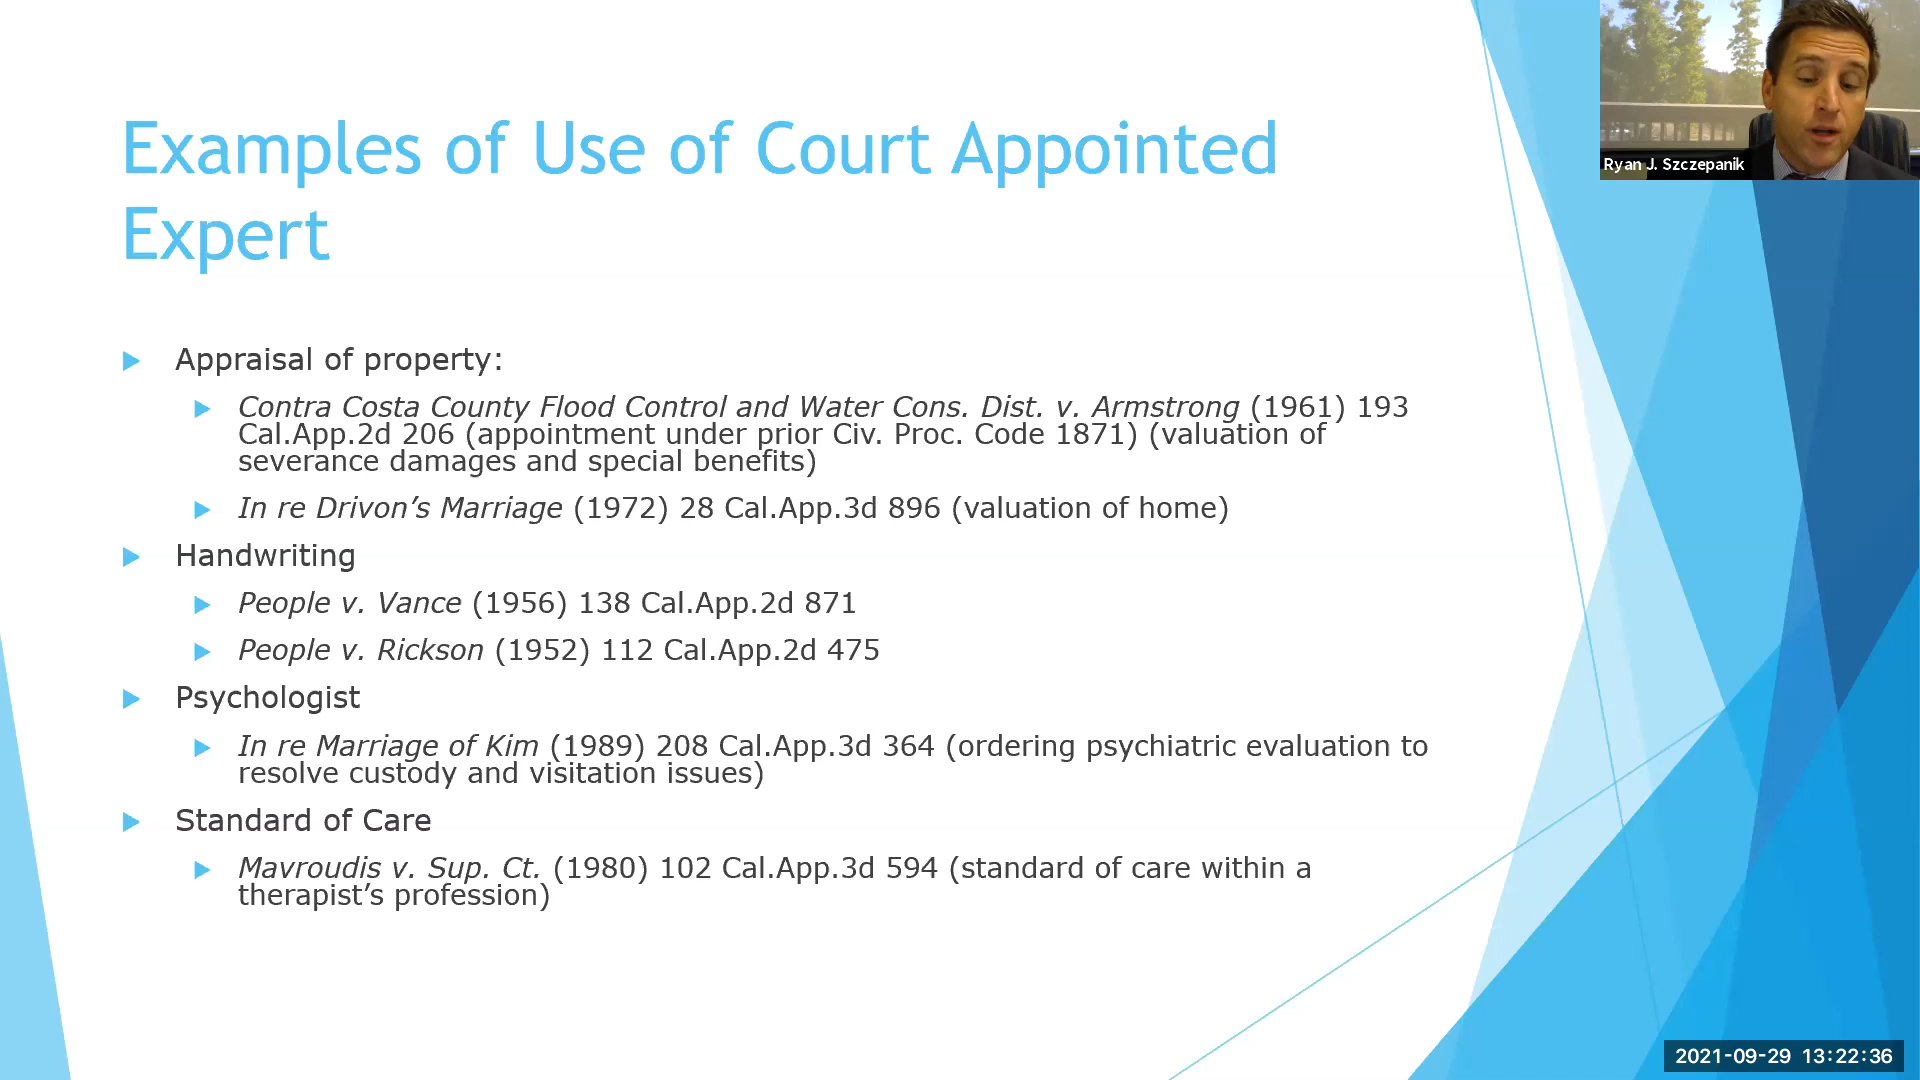 Examples of Use of Court Appointed
Expert
Appraisal of property:
Contra Costa County Flood Control and Water Cons. Dist. v. Armstrong (1961) 193
Cal.App.2d 206 (appointment under prior Civ. Proc. Code 1871) (valuation of
severance damages and special benefits)
In re Drivon’s Marriage (1972) 28 Cal.App.3d 896 (valuation of home)
Handwriting
People v. Vance (1956) 138 Cal.App.2d 871
People v. Rickson (1952) 112 Cal.App.2d 475
Psychologist
In re Marriage of Kim (1989) 208 Cal.App.3d 364 (ordering psychiatric evaluation to
resolve custody and visitation issues)
Standard of Care
Mavroudis v. Sup. Ct. (1980) 102 Cal.App.3d 594 (standard of care within a
therapist’s profession)
Ryan J. Szczepanik
2021-09-29 13:22:36